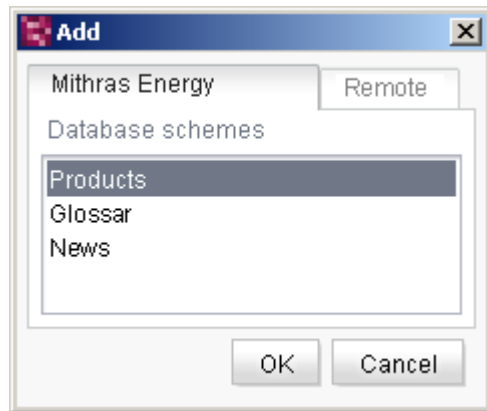 Add
Mithras Energy Remote
Database schemes
Products
Glossar
News
OK Cancel